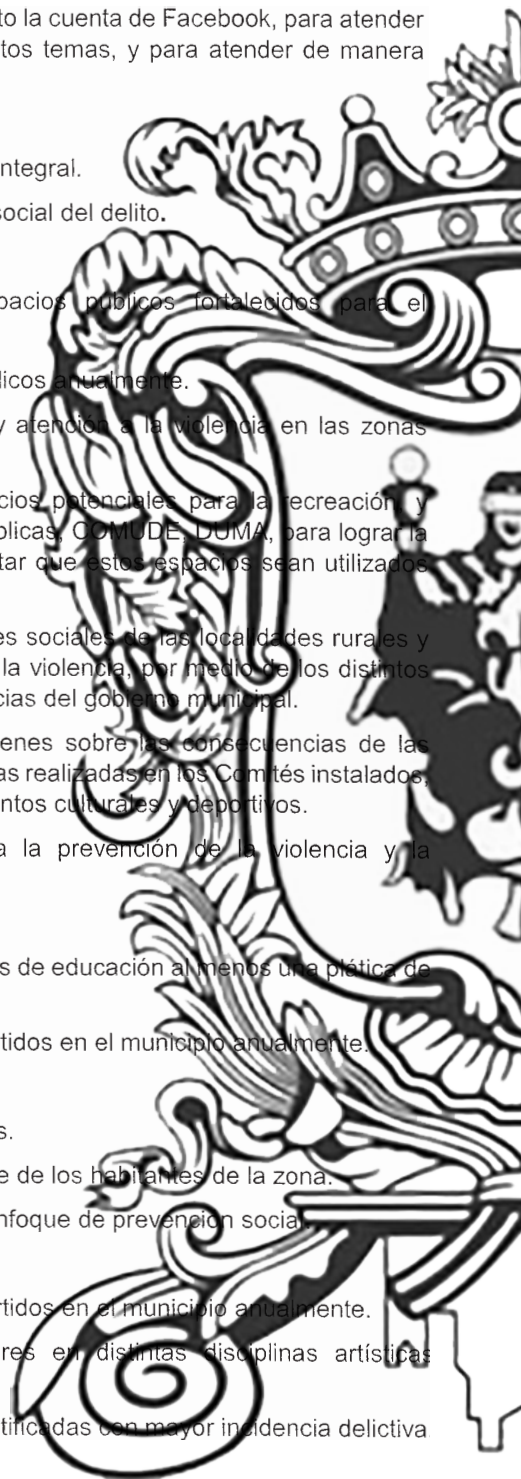 to la cuenta de Facebook, para atender
tos temas, y para atender de manera
ntegral.
social del delito.
pacios públicos fortalecidos para el
licos anualmente.
y atención a la violencia en las zonas
cios potenciales para la recreación, y
blicas, COMUDE, DUMA, para lograr la
tar que estos espacios sean utilizados
es sociales de las localidades rurales y
la violencia, por medio de los distintos
cias del gobierno municipal.
enes sobre las consecuencias de las
as realizadas en los Comités instalados,
ntos culturales y deportivos.
a la prevención de la violencia y la
s de educación al menos una plática de
tidos en el municipio anualmente.
s.
e de los habitantes de la zona.
nfoque de prevención social
rtidos en el municipio anualmente.
res en distintas disciplinas artísticas
tificadas con mayor incidencia delictiva